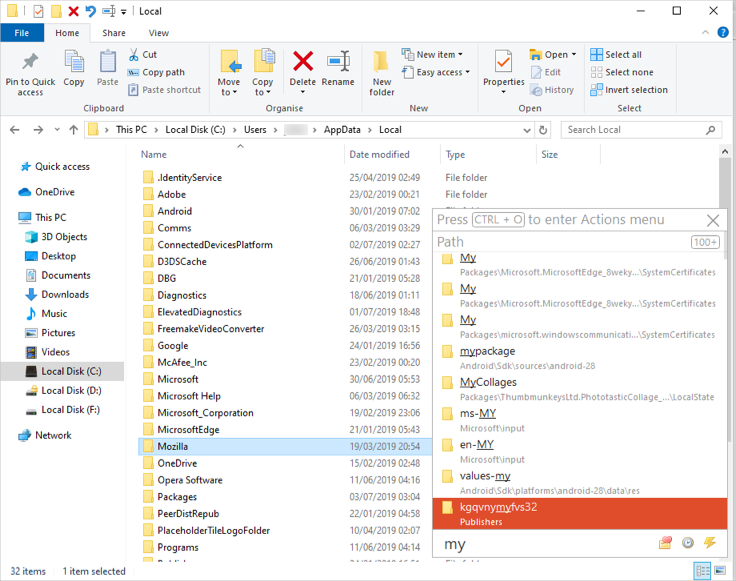 Local
File Home Share View
Pin to Quick access
Copy
Paste
Cut
Copy path
Paste shortcut
Clipboard
Move to
Copy to
Delete
Rename
Organise
New folder
New item
Easy access
New
Properties
Open
Edit
History
Open
Select all
Select none
Invert selection
Select
This PC Local Disk (C:) Users AppData Local
Search Local
Name Date modified Type Size
Quick access
OneDrive
This PC
3D Objects
Desktop
Documents
Downloads
Music
Pictures
Videos
Local Disk (C:)
Local Disk (D:)
Local Disk (F:)
Network
.IdentityService 25/04/2019 02:49 File folder
Adobe 23/02/2019 00:21 File folder
Android 30/01/2019 07:02
Comms 06/03/2019 03:29
ConnectedDevicesPlatform 02/07/2019 02:27
D3DSCache 26/06/2019 01:43
DBG 21/01/2019 05:28
Diagnostics 18/06/2019 01:11
ElevatedDiagnostics 01/07/2019 18:48
FreemakeVideoConverter 26/03/2019 03:15
Google 24/01/2019 16:56
McAfee_Inc 23/02/2019 00:20
Microsoft 30/06/2019 05:53
Microsoft Help 06/03/2019 06:32
Microsoft_Corporation 19/02/2019 23:06
MicrosoftEdge 21/01/2019 05:43
Mozilla 19/03/2019 20:54
OneDrive 15/02/2019 02:48
Opera Software 11/06/2019 04:16
Packages 03/07/2019 03:04
PeerDistRepub 22/01/2019 04:58
PlaceholderTileLogoFolder 10/04/2019 02:07
Programs 11/06/2019 04:14
Press CTRL + O to enter Actions menu
Path 100+
My
Packages\Microsoft.MicrosoftEdge_8weky...\SystemCertificates
My
Packages\Microsoft.MicrosoftEdge_8weky...\SystemCertificates
My
Packages\microsoft.windowscommunicati...\SystemCertificates
mypackage
Android\Sdk\sources\android-28
MyCollages
Packages\ThumbmunkeysLtd.PhototasticCollage_...\LocalState
ms-MY
Microsoft\input
en-MY
Microsoft\input
values-my
Android\Sdk\platforms\android-28\data\res
kgqvnymyfvs32
Publishers
my
32 items 1 item selected